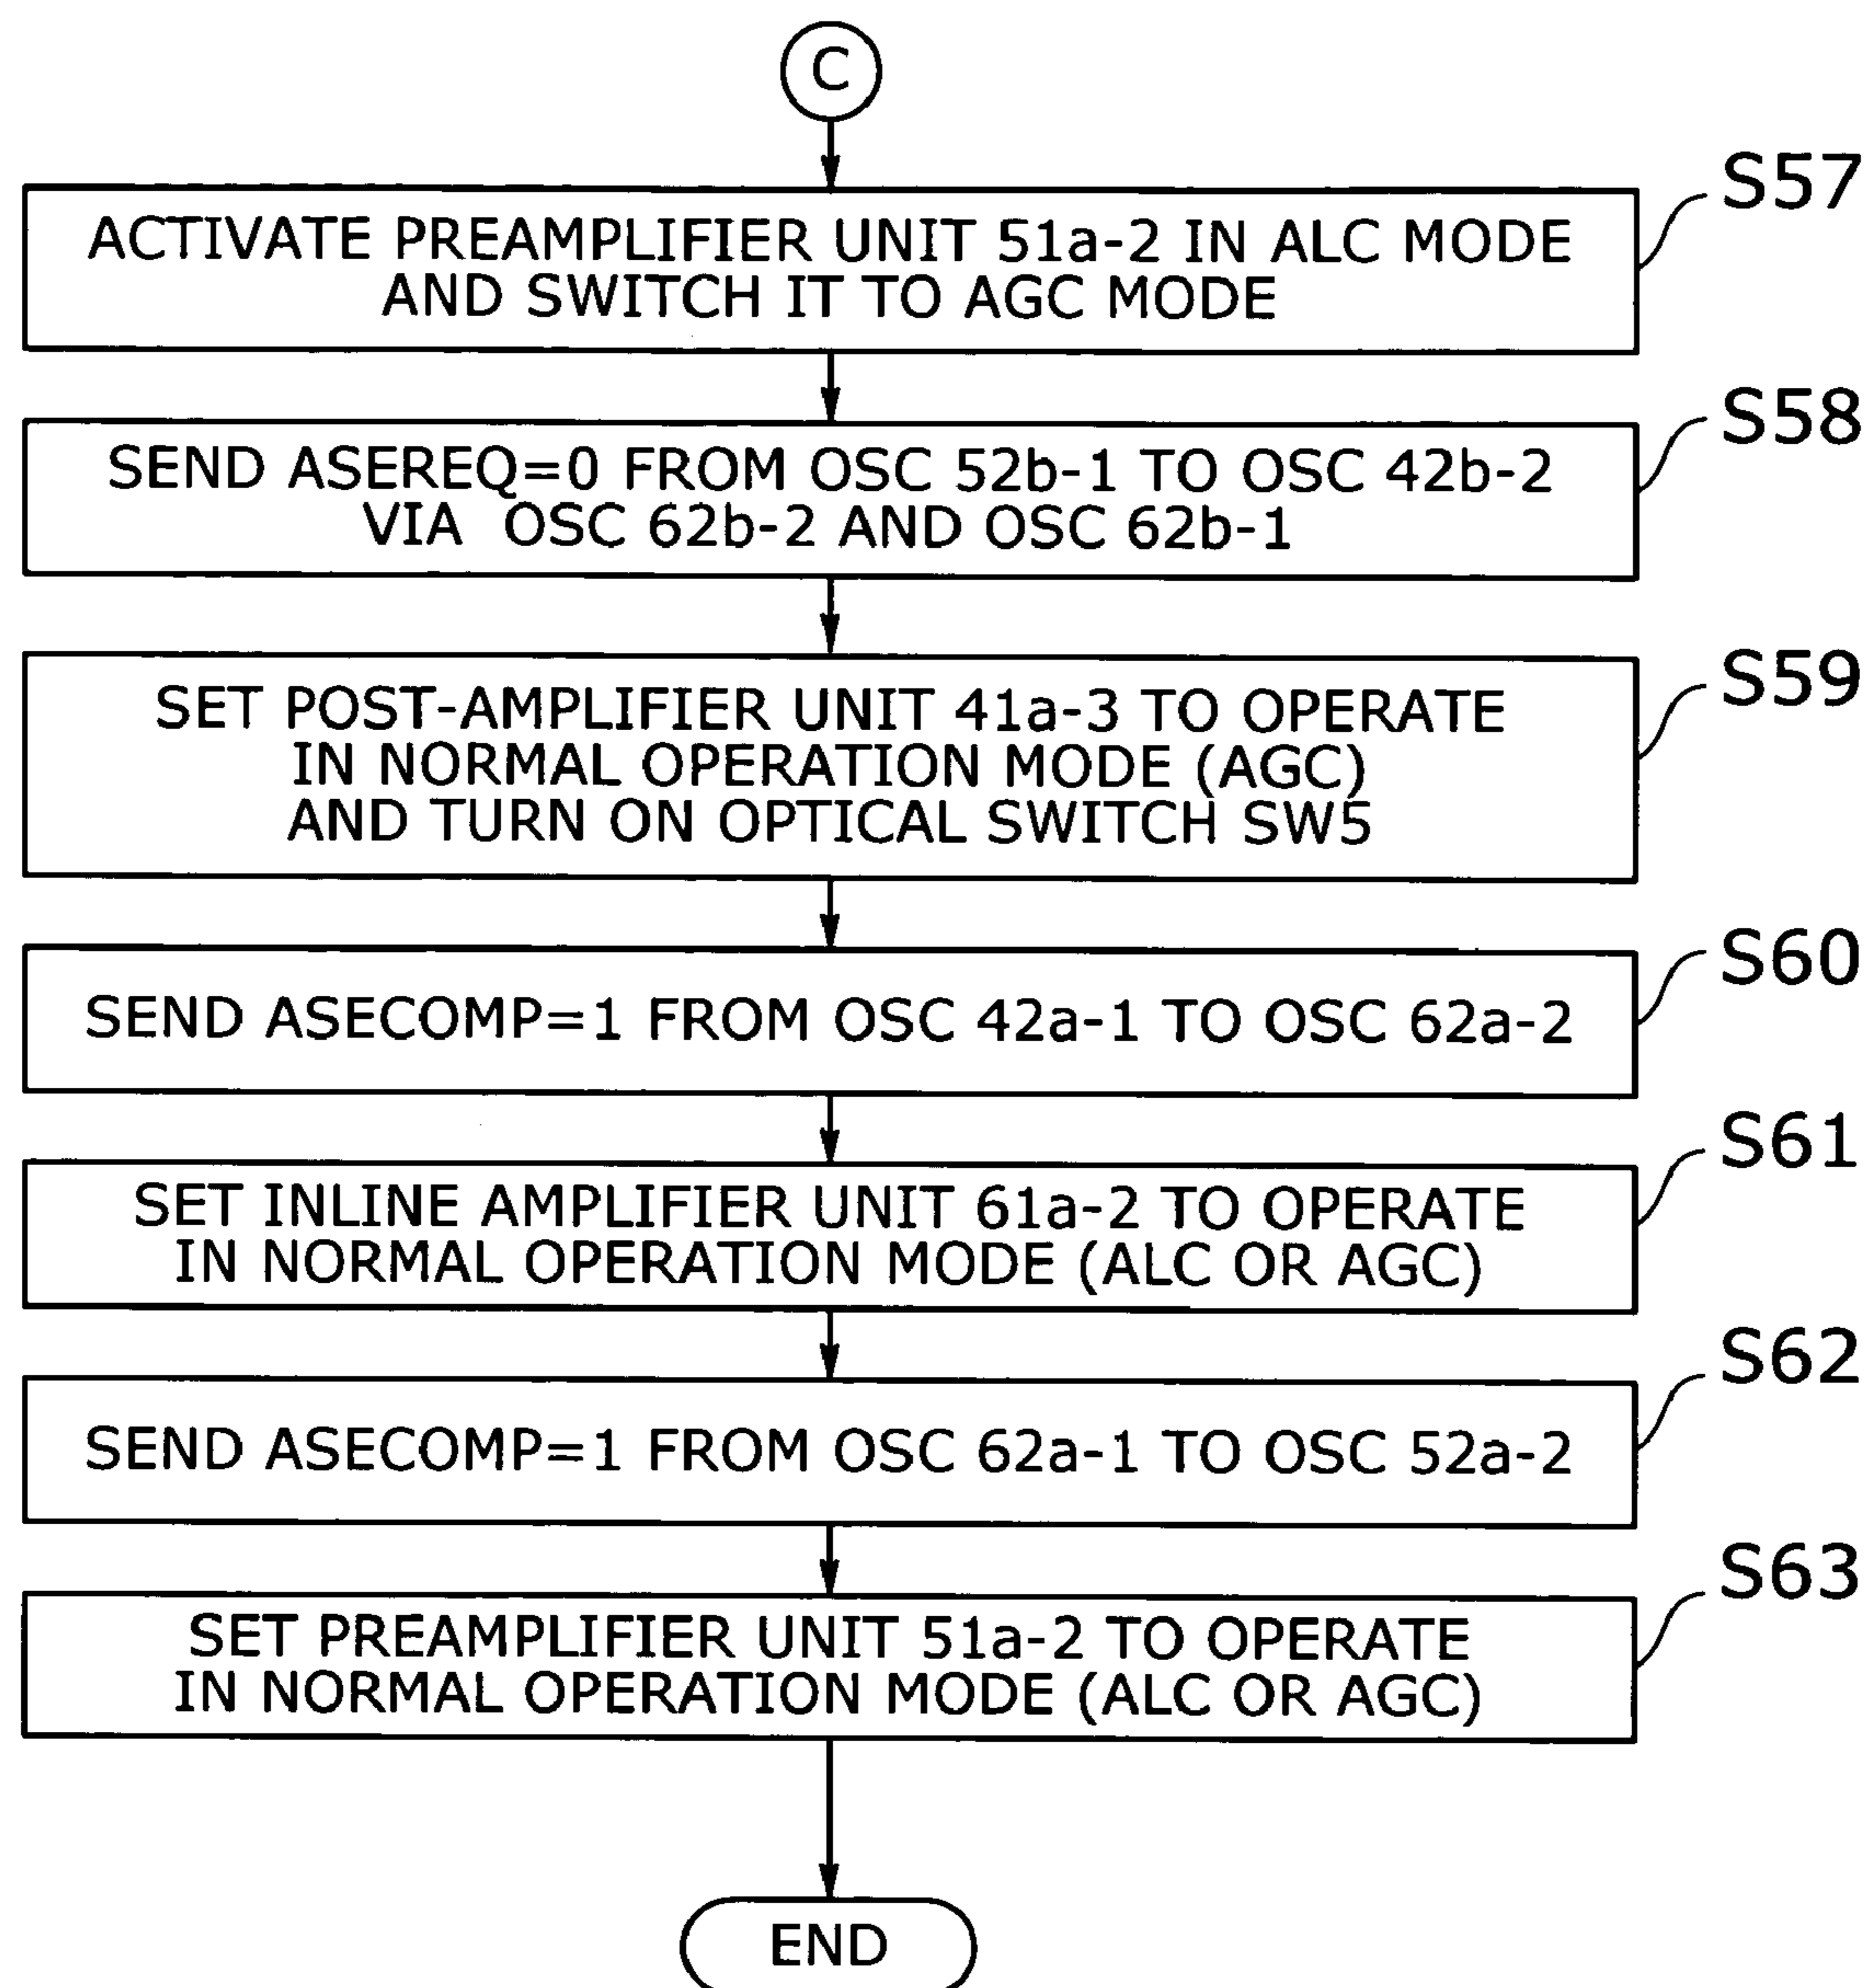 C
S57
ACTIVATE PREAMPLIFIER UNIT 51a-2 IN ALC MODE
AND SWITCH IT TO AGC MODE
S58
SEND ASEREQ=0 FROM OSC 52b-1 TO OSC 42b-2
VIA OSC 62b-2 AND OSC 62b-1
S59
SET POST-AMPLIFIER UNIT 41a-3 TO OPERATE
IN NORMAL OPERATION MODE (AGC)
AND TURN ON OPTICAL SWITCH SW5
S60
SEND ASECOMP=1 FROM OSC 42a-1 TO OSC 62a-2
S61
SET INLINE AMPLIFIER UNIT 61a-2 TO OPERATE
IN NORMAL OPERATION MODE (ALC OR AGC)
S62
SEND ASECOMP=1 FROM OSC 62a-1 TO OSC 52a-2
S63
SET PREAMPLIFIER UNIT 51a-2 TO OPERATE
IN NORMAL OPERATION MODE (ALC OR AGC)
END